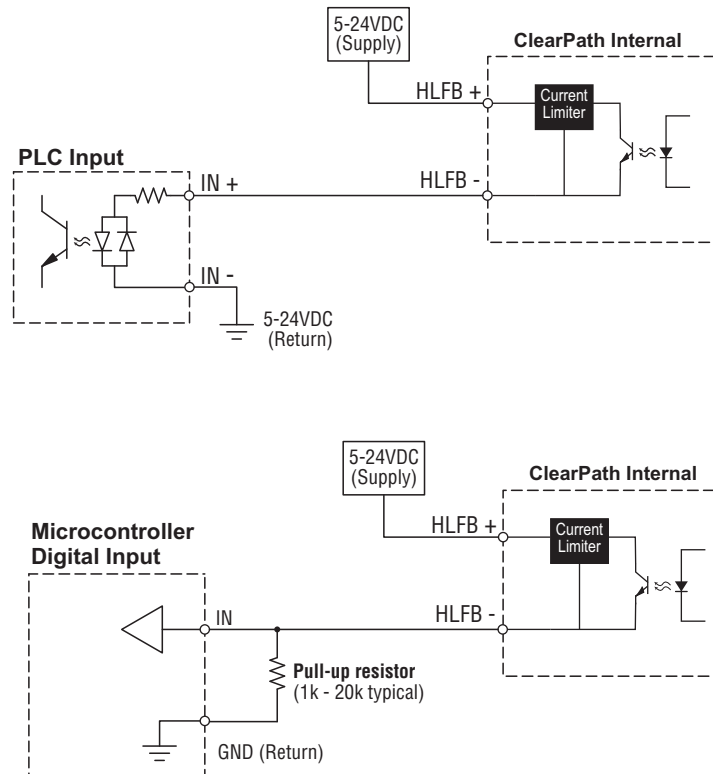 5-24VDC
(Supply)
ClearPath Internal
HLFB +
Current
Limiter
PLC Input
IN +
HLFB -
IN -
5-24VDC
(Return)
5-24VDC
(Supply)
ClearPath Internal
HLFB +
Current
Limiter
Microcontroller
Digital Input
IN
HLFB -
Pull-up resistor
(1k - 20k typical)
GND (Return)